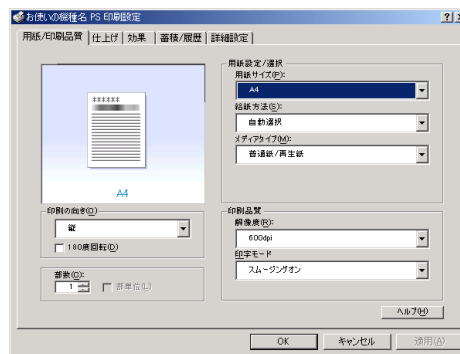 お使いの機種名 PS 印刷設定
用紙/印刷品質 仕上げ 効果 蓄積/履歴 詳細設定
******
A4
用紙設定/選択
用紙サイズ(P):
A4
給紙方法(S):
自動選択
メディアタイプ(M):
普通紙/再生紙
印刷の向き(O)
縦
180度回転(D)
部数(C):
1 部単位(L)
印刷品質
解像度(R):
600dpi
印字モード
スムージングオン
ヘルプ(H)
OK キャンセル 適用(A)